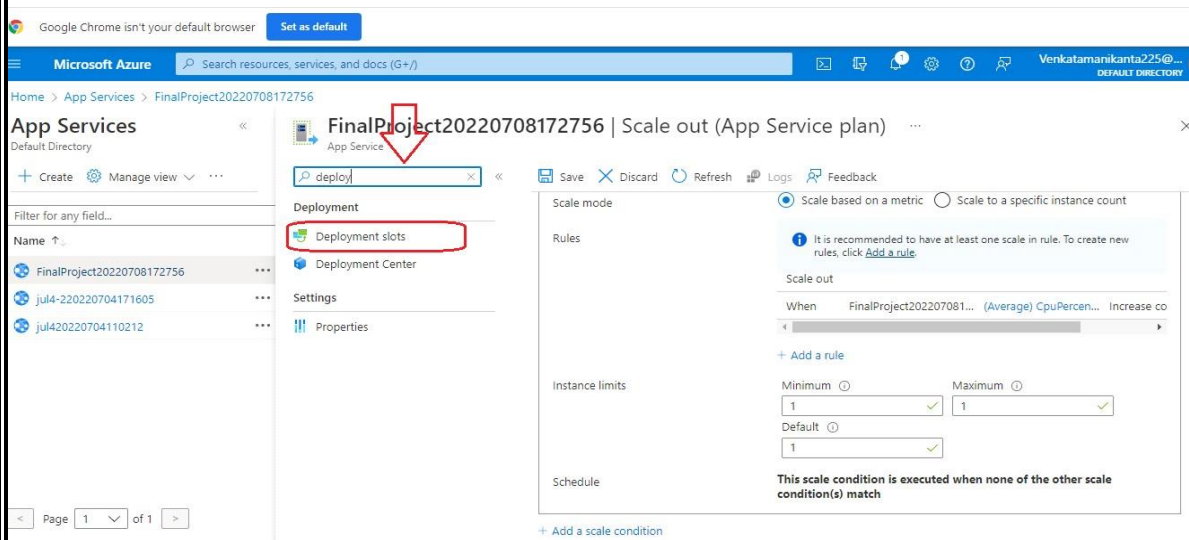 Google Chrome isn't your default browser Set as default
Microsoft Azure Search resources, services, and docs (G+/) 1 Venkatamanikanta225@...
DEFAULT DIRECTORY
Home > App Services > FinalProject20220708172756
App Services «
Default Directory
+ Create Manage view ...
Filter for any field...
Name ↑
FinalProject20220708172756 ...
jul4-220220704171605 ...
jul420220704110212 ...
< Page 1 of 1 >
FinalProject20220708172756 | Scale out (App Service plan) ... ×
App Service
deploy × «
Deployment
Deployment slots
Deployment Center
Settings
Properties
Save Discard Refresh Logs Feedback
Scale mode Scale based on a metric Scale to a specific instance count
Rules It is recommended to have at least one scale in rule. To create new
rules, click Add a rule.
Scale out
When FinalProject202207081... (Average) CpuPercen... Increase co
+ Add a rule
Instance limits Minimum Maximum
1 1
Default
1
Schedule This scale condition is executed when none of the other scale
condition(s) match
+ Add a scale condition